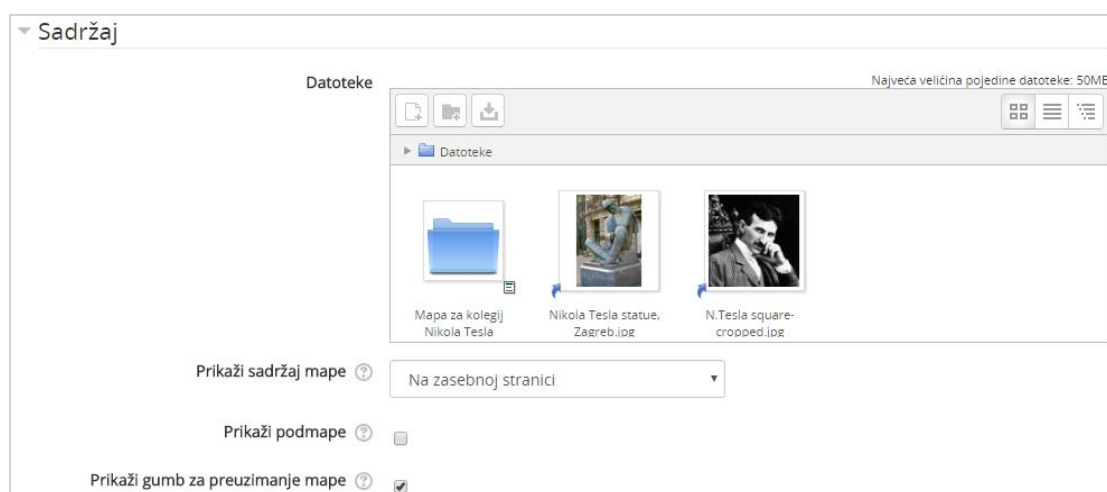 Sadržaj
Datoteke
Najveća veličina pojedine datoteke: 50MB
Datoteke
Mapa za kolegij
Nikola Tesla
Nikola Tesla statue,
Zagreb.jpg
N.Tesla square-
cropped.jpg
Prikaži sadržaj mape
Na zasebnoj stranici
Prikaži podmape
Prikaži gumb za preuzimanje mape